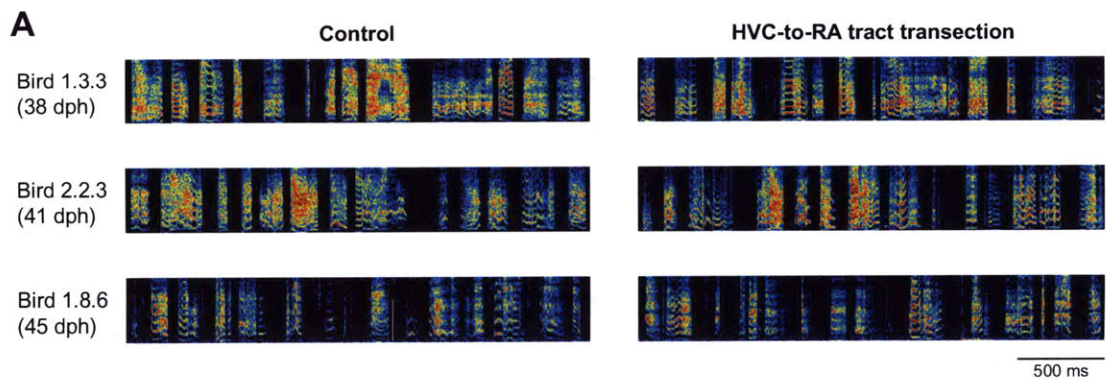 A
Control
HVC-to-RA tract transection
Bird 1.3.3
(38 dph)
Bird 2.2.3
(41 dph)
Bird 1.8.6
(45 dph)
500 ms